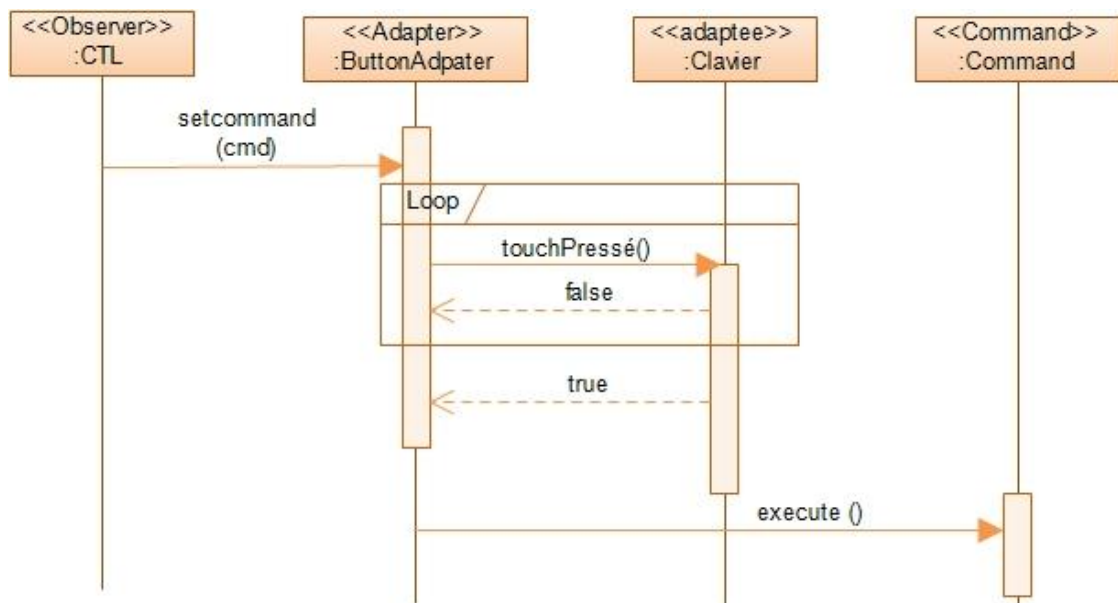 <<Observer>>
:CTL
<<Adapter>>
:ButtonAdpater
<<adaptee>>
:Clavier
<<Command>>
:Command
setcommand
(cmd)
Loop
touchPressé()
false
true
execute ()